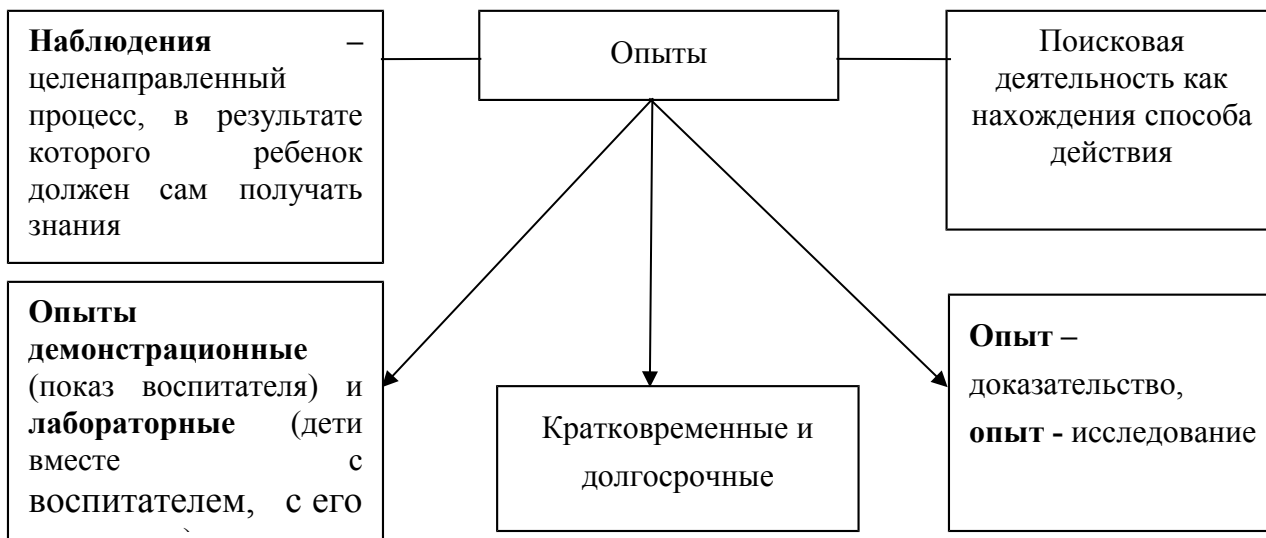 Наблюдения –
целенаправленный
процесс, в результате
которого ребенок
должен сам получать
знания
Опыты
Поисковая
деятельность как
нахождения способа
действия
Опыты
демонстрационные
(показ воспитателя) и
лабораторные (дети
вместе с
воспитателем, с его
Кратковременные и
долгосрочные
Опыт –
доказательство,
опыт - исследование